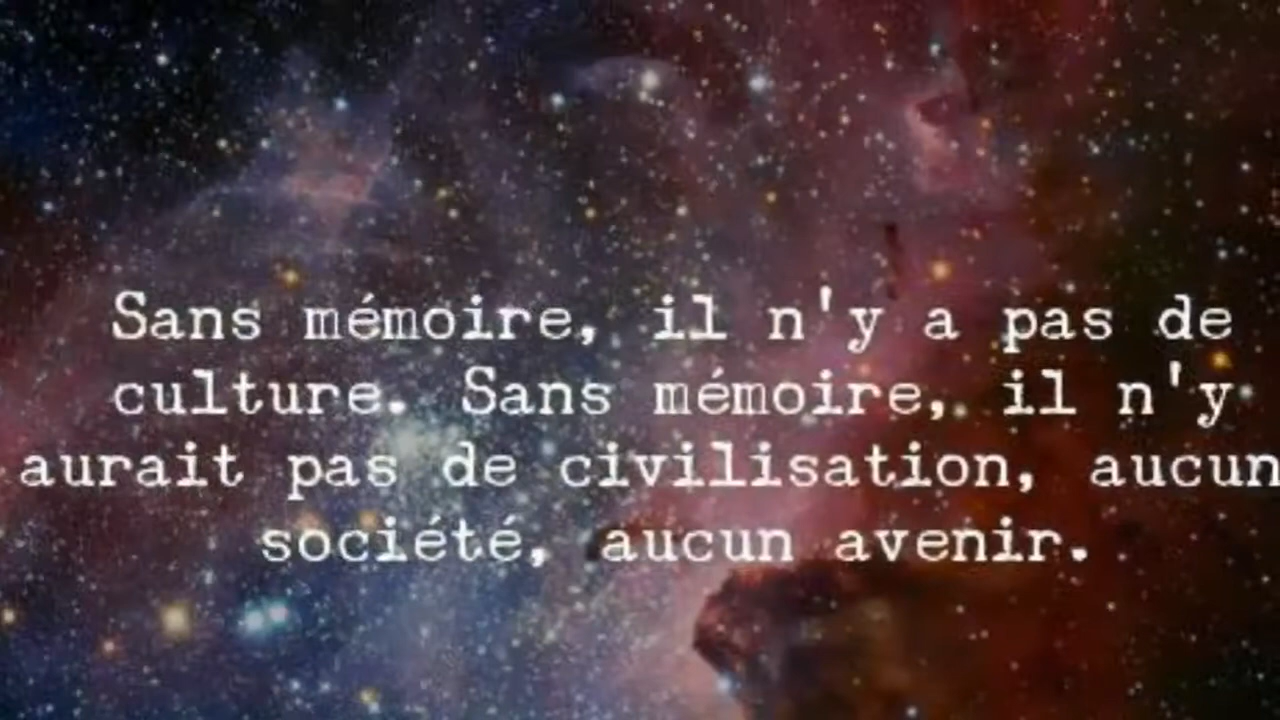 Sans mémoire, il n'y a pas de
culture. Sans mémoire, il n'y
aurait pas de civilisation, aucun
société, aucun avenir.